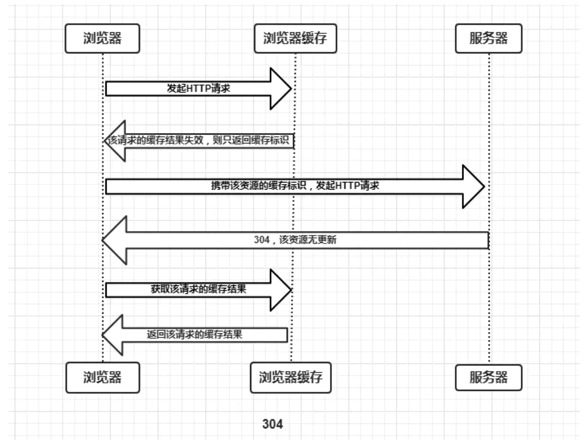 浏览器
浏览器缓存
服务器
发起HTTP请求
该请求的缓存结果失效，则只返回缓存标识
携带该资源的缓存标识，发起HTTP请求
304，该资源无更新
获取该请求的缓存结果
返回该请求的缓存结果
浏览器
浏览器缓存
服务器
304